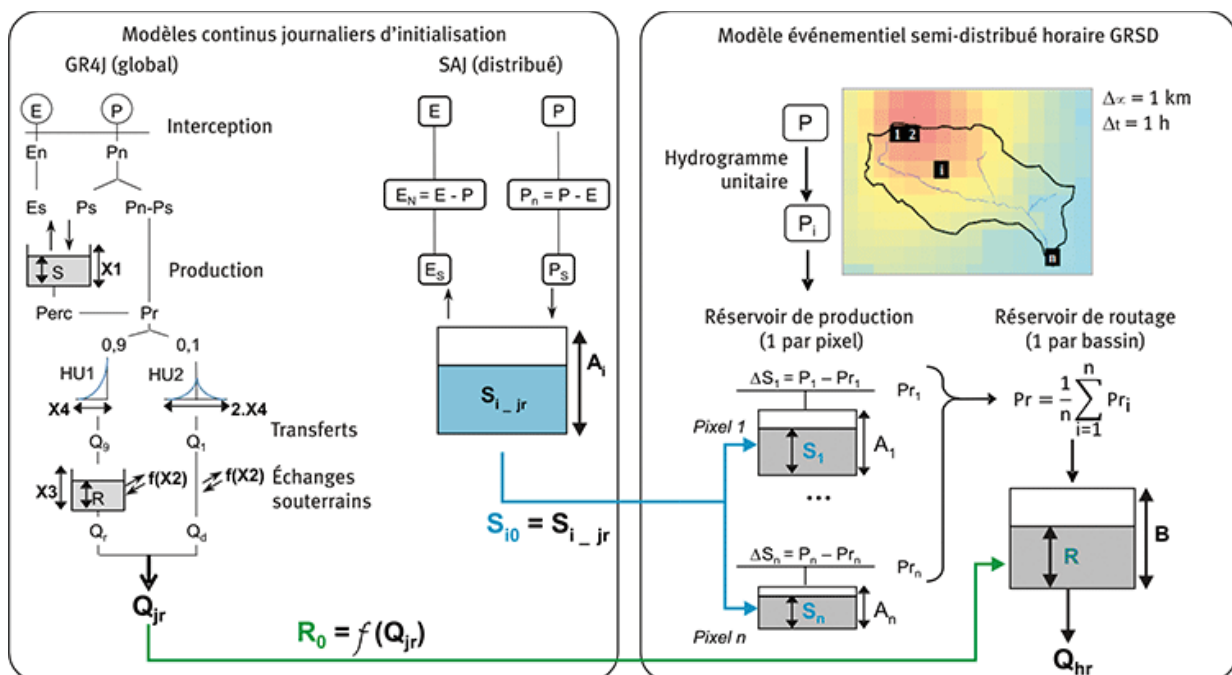 Modèles continus journaliers d'initialisation
GR4J (global)
E
P
Interception
En
Pn
Es
Ps
Pn-Ps
S
X1
Production
Perc
Pr
0,9
0,1
HU1
HU2
X4
2.X4
Transferts
Q9
Q1
X3
R
f(X2)
f(X2)
Échanges
souterrains
Qr
Qd
Qjr
R0 = f(Qjr)
SAJ (distribué)
E
P
EN = E - P
Pn = P - E
ES
PS
Ai
Si_jr
Si0 = Si_jr
Modèle événementiel semi-distribué horaire GRSD
P
Hydrogramme
unitaire
Pi
1 2
i
n
Δx = 1 km
Δt = 1 h
Réservoir de production
(1 par pixel)
ΔS1 = P1 – Pr1
Pr1
Pixel 1
S1
A1
...
ΔSn = Pn – Prn
Prn
Sn
An
Pixel n
Réservoir de routage
(1 par bassin)
Pr = 1/n ∑ i=1 n Pri
B
R
Qhr